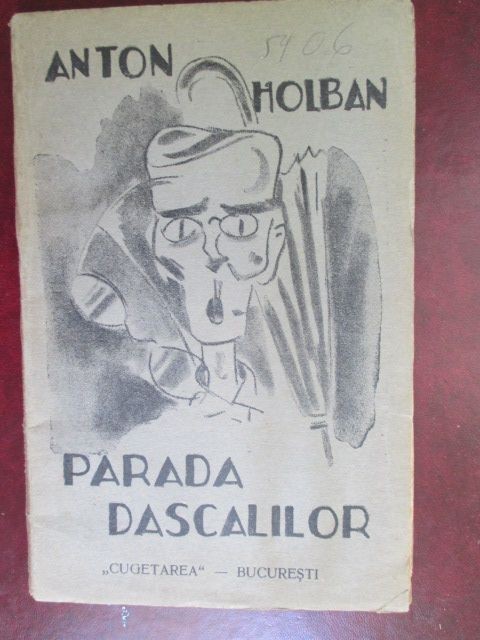 5406
ANTON
HOLBAN
PARADA
DASCALILOR
„CUGETAREA“ — BUCUREȘTI